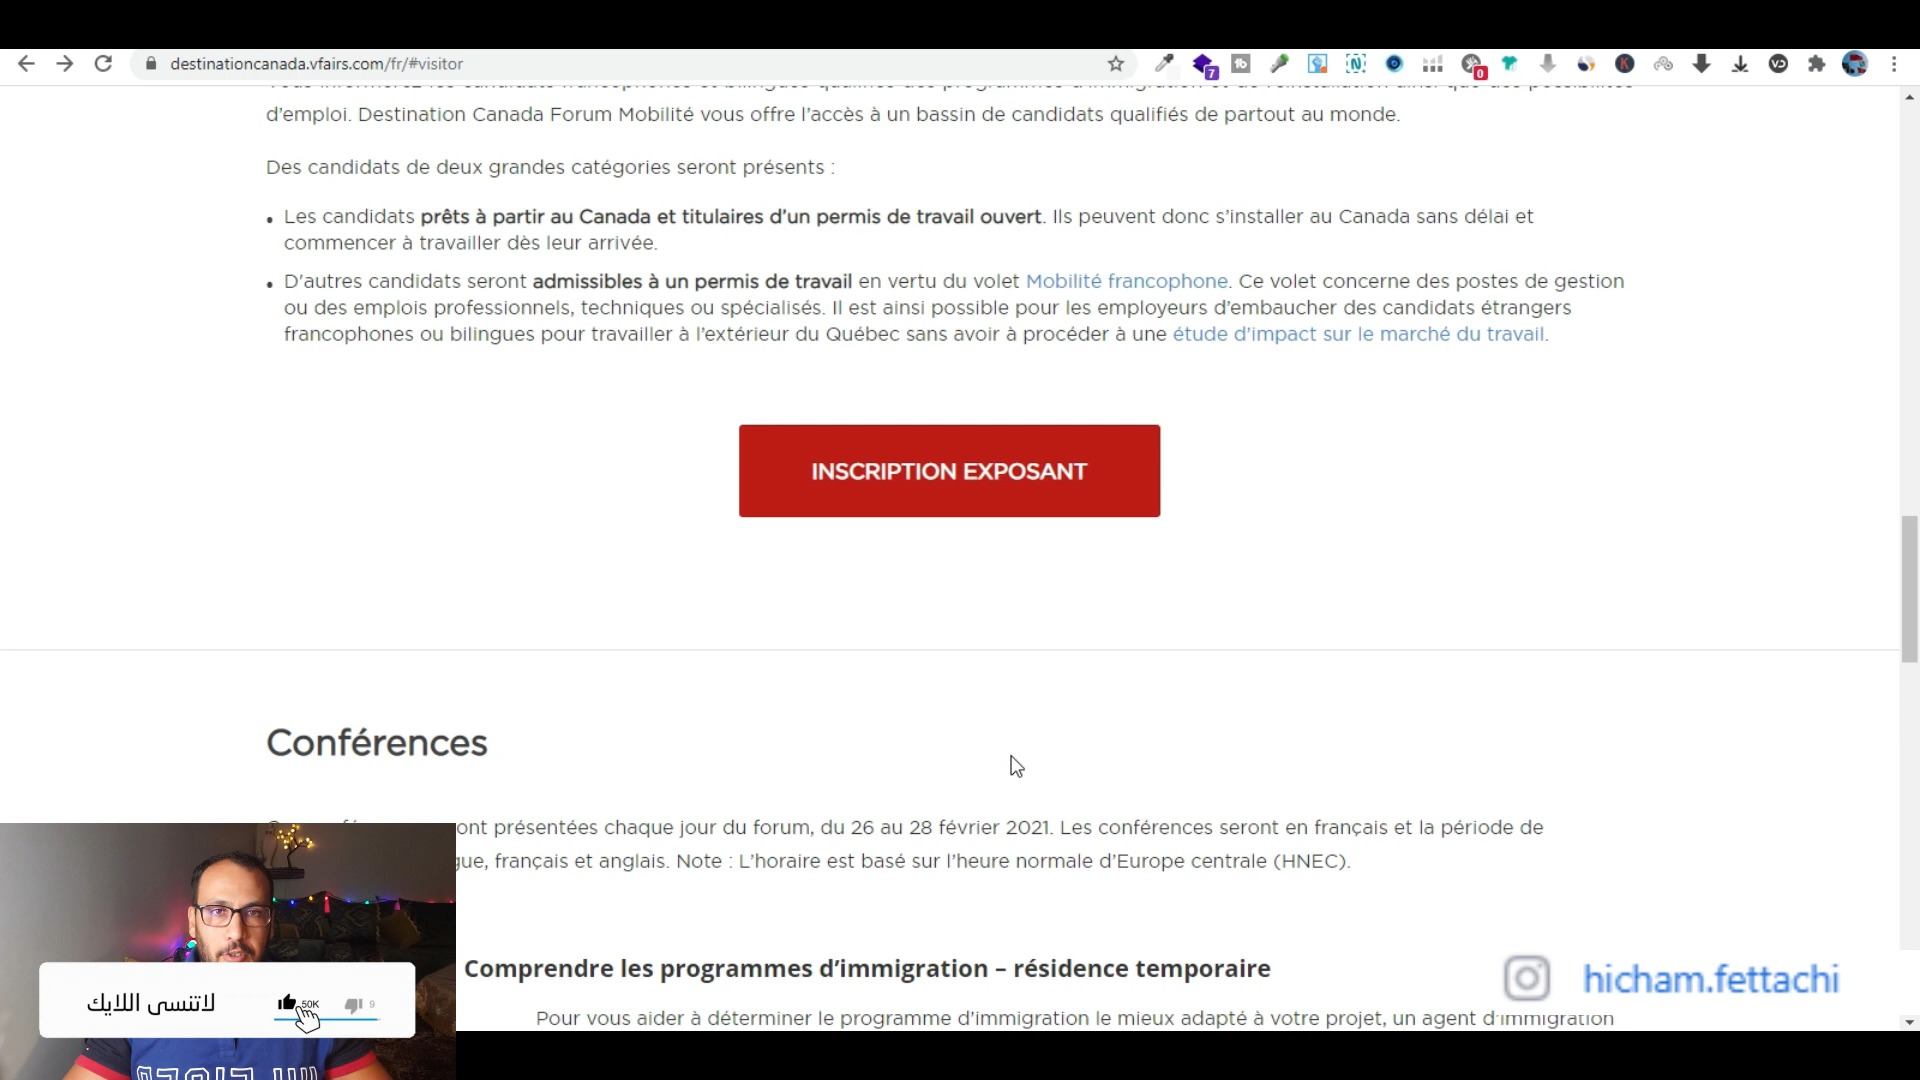 destinationcanada.vfairs.com/fr/#visitor
d'emploi. Destination Canada Forum Mobilité vous offre l'accès à un bassin de candidats qualifiés de partout au monde.
Des candidats de deux grandes catégories seront présents :
Les candidats prêts à partir au Canada et titulaires d'un permis de travail ouvert. Ils peuvent donc s'installer au Canada sans délai et
commencer à travailler dès leur arrivée.
D'autres candidats seront admissibles à un permis de travail en vertu du volet Mobilité francophone. Ce volet concerne des postes de gestion
ou des emplois professionnels, techniques ou spécialisés. Il est ainsi possible pour les employeurs d'embaucher des candidats étrangers
francophones ou bilingues pour travailler à l'extérieur du Québec sans avoir à procéder à une étude d'impact sur le marché du travail.
INSCRIPTION EXPOSANT
Conférences
ont présentées chaque jour du forum, du 26 au 28 février 2021. Les conférences seront en français et la période de
gue, français et anglais. Note : L'horaire est basé sur l'heure normale d'Europe centrale (HNEC).
Comprendre les programmes d'immigration – résidence temporaire
hicham.fettachi
لاتنسى اللايك
50K
9
Pour vous aider à déterminer le programme d'immigration le mieux adapté à votre projet, un agent d'immigration